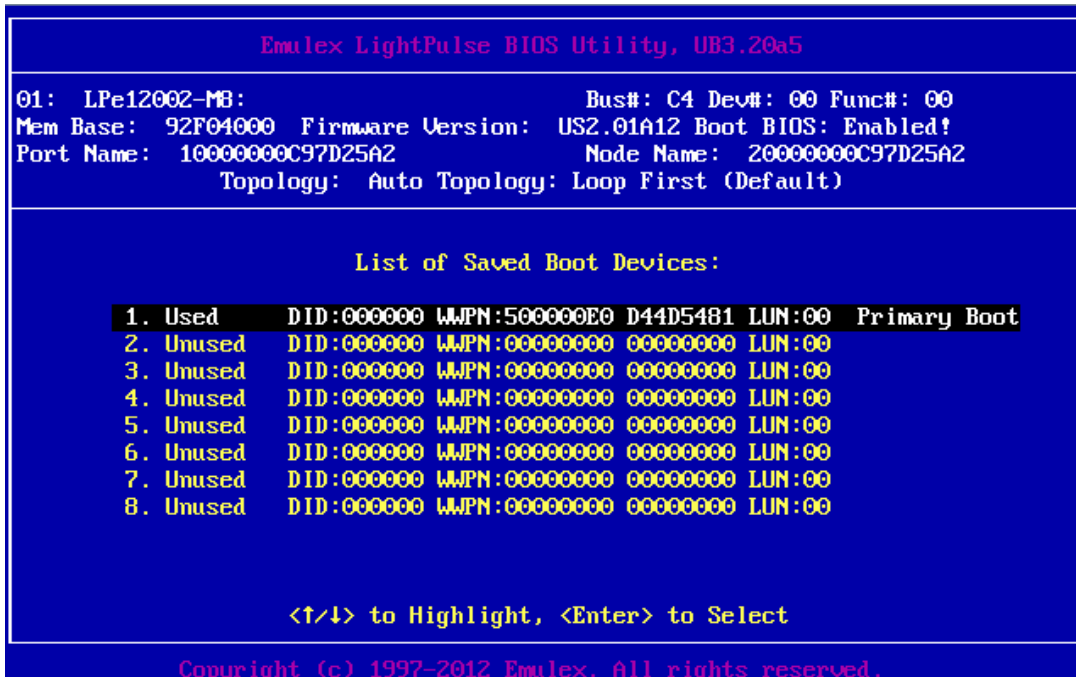 Emulex LightPulse BIOS Utility, UB3.20a5
01: LPe12002-M8: Bus#: C4 Dev#: 00 Func#: 00
Mem Base: 92F04000 Firmware Version: US2.01A12 Boot BIOS: Enabled!
Port Name: 10000000C97D25A2 Node Name: 20000000C97D25A2
Topology: Auto Topology: Loop First (Default)
List of Saved Boot Devices:
1. Used DID:000000 WWPN:500000E0 D44D5481 LUN:00 Primary Boot
2. Unused DID:000000 WWPN:00000000 00000000 LUN:00
3. Unused DID:000000 WWPN:00000000 00000000 LUN:00
4. Unused DID:000000 WWPN:00000000 00000000 LUN:00
5. Unused DID:000000 WWPN:00000000 00000000 LUN:00
6. Unused DID:000000 WWPN:00000000 00000000 LUN:00
7. Unused DID:000000 WWPN:00000000 00000000 LUN:00
8. Unused DID:000000 WWPN:00000000 00000000 LUN:00
<↑/↓> to Highlight, <Enter> to Select
Copyright (c) 1997-2012 Emulex. All rights reserved.